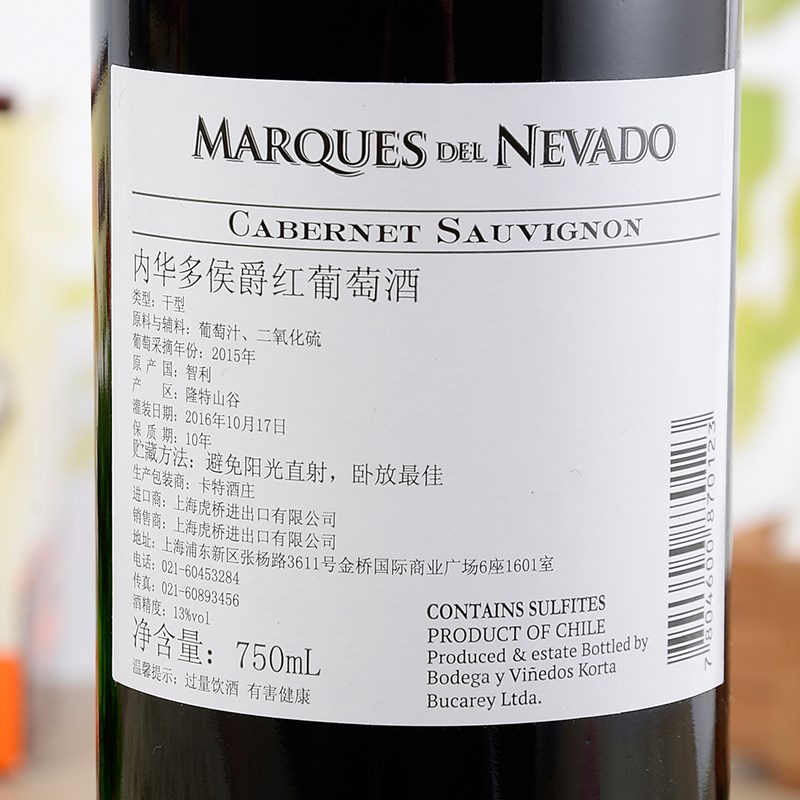 MARQUES DEL NEVADO
CABERNET SAUVIGNON
内华多侯爵红葡萄酒
类型：干型
原料与辅料：葡萄汁、二氧化硫
葡萄采摘年份：2015年
原 产 国：智利
产 区：隆特山谷
灌装日期：2016年10月17日
保 质 期：10年
贮藏方法：避免阳光直射，卧放最佳
生产包装商：卡特酒庄
进口商：上海虎桥进出口有限公司
销售商：上海虎桥进出口有限公司
地址：上海浦东新区张杨路3611号金桥国际商业广场6座1601室
电话：021-60453284
传真：021-60893456
酒精度：13%vol
净含量：750mL
温馨提示：过量饮酒 有害健康
CONTAINS SULFITES
PRODUCT OF CHILE
Produced & estate Bottled by
Bodega y Viñedos Korta
Bucarey Ltda.
7 804600 870123